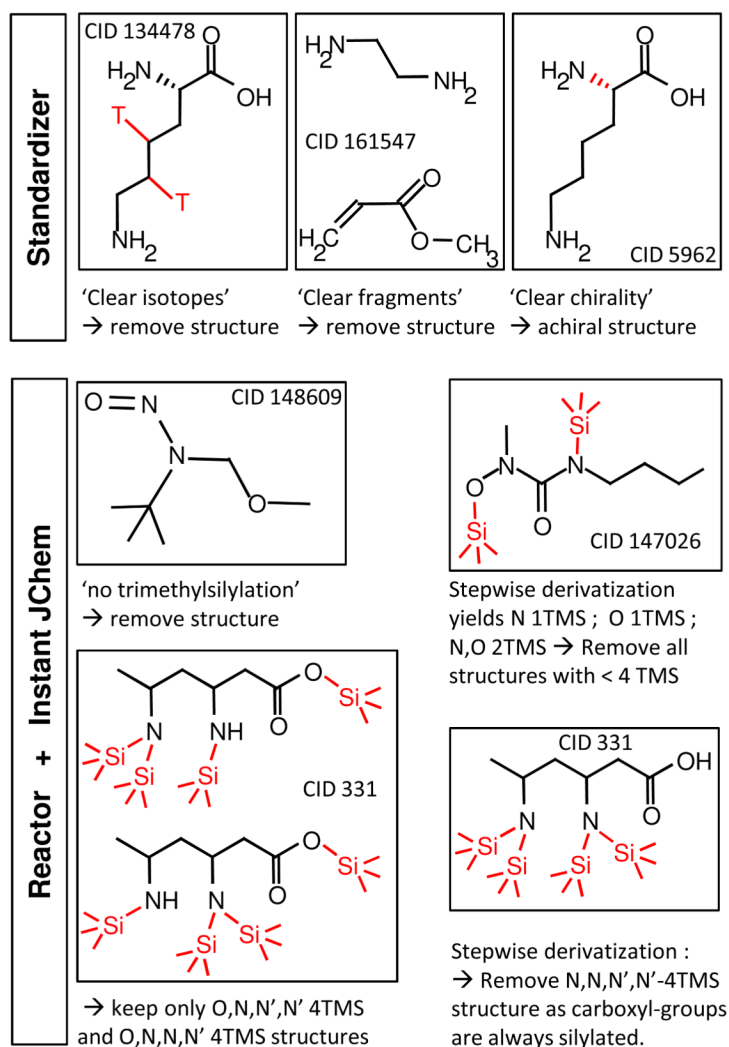 Standardizer
CID 134478
O
H₂N
OH
T
T
NH₂
H₂N
NH₂
CID 161547
O
H₂C
O
CH₃
O
H₂N
OH
NH₂
CID 5962
‘Clear isotopes’
→ remove structure
‘Clear fragments’
→ remove structure
‘Clear chirality’
→ achiral structure
Reactor + Instant JChem
CID 148609
O
N
N
O
‘no trimethylsilylation’
→ remove structure
Si
N
N
O
O
Si
CID 147026
Stepwise derivatization
yields N 1TMS ; O 1TMS ;
N,O 2TMS → Remove all
structures with < 4 TMS
O
Si
N
NH
O
Si
Si
Si
CID 331
O
Si
NH
N
O
Si
Si
Si
→ keep only O,N,N’,N’ 4TMS
and O,N,N,N’ 4TMS structures
CID 331
OH
O
N
N
Si
Si
Si
Si
Stepwise derivatization :
→ Remove N,N,N’,N’-4TMS
structure as carboxyl-groups
are always silylated.